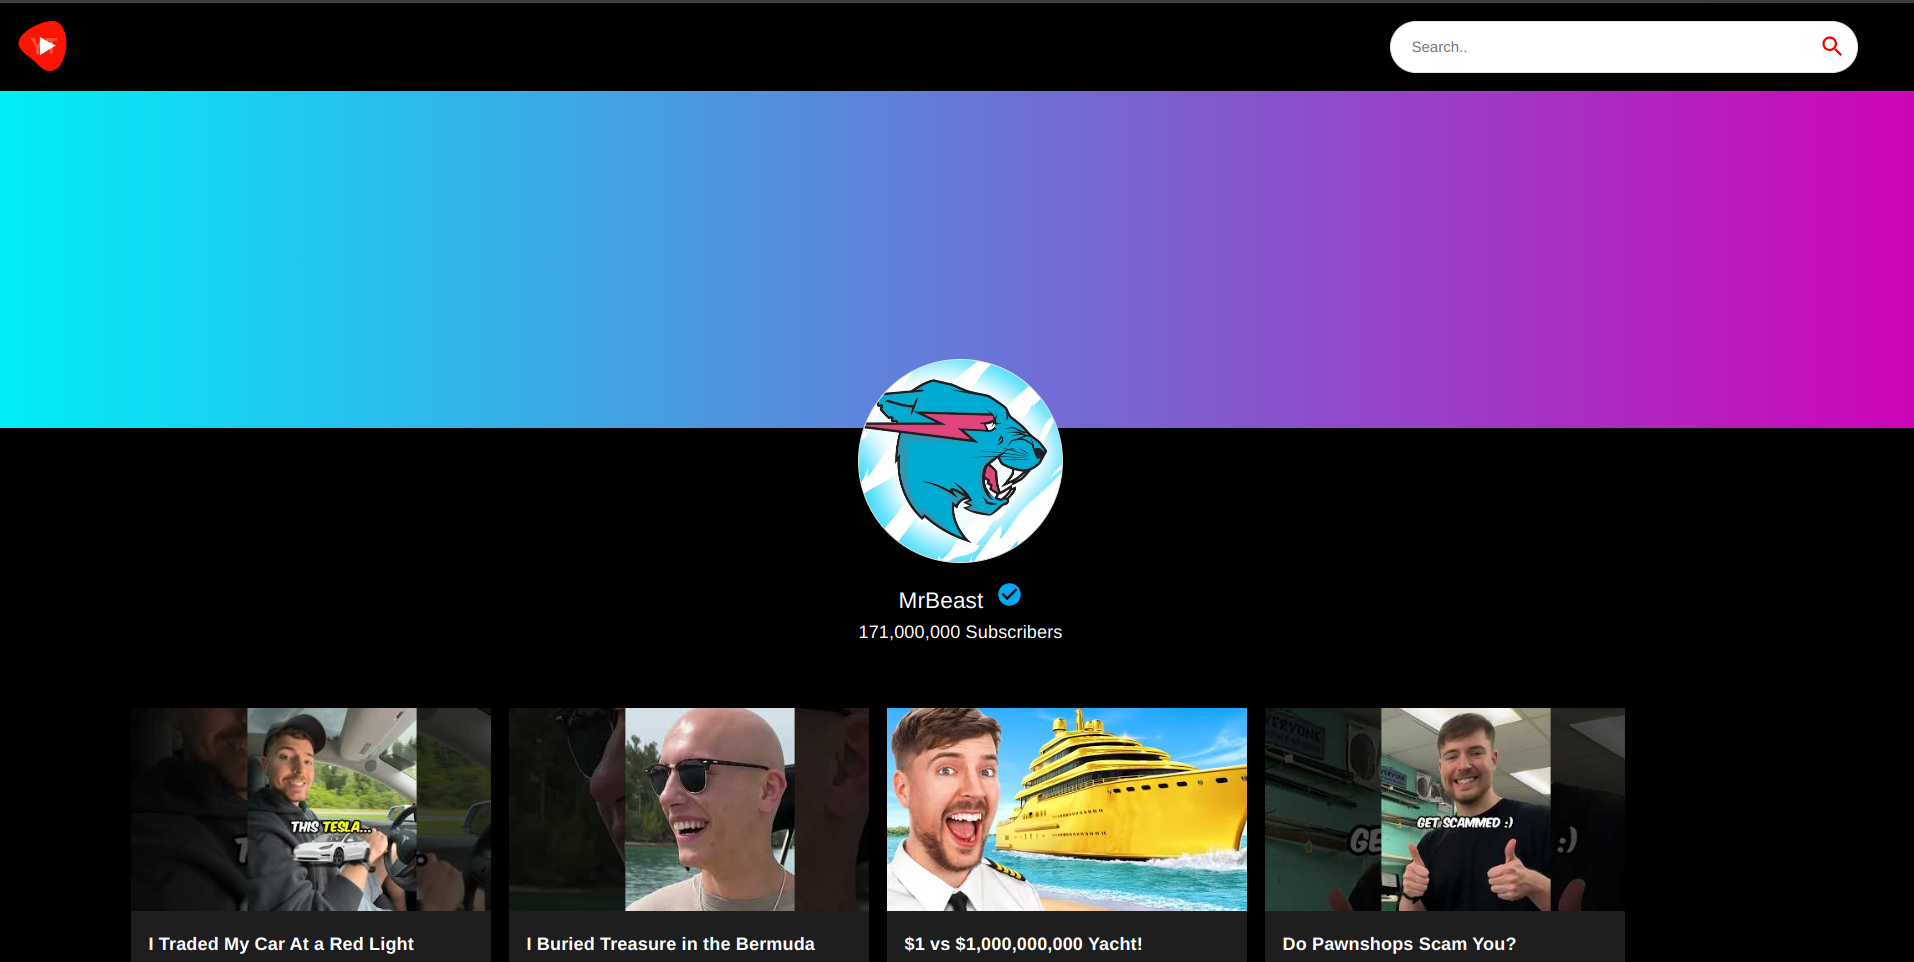 Search..
MrBeast
171,000,000 Subscribers
THIS TESLA...
GET SCAMMED :)
GE
:)
I Traded My Car At a Red Light
I Buried Treasure in the Bermuda
$1 vs $1,000,000,000 Yacht!
Do Pawnshops Scam You?